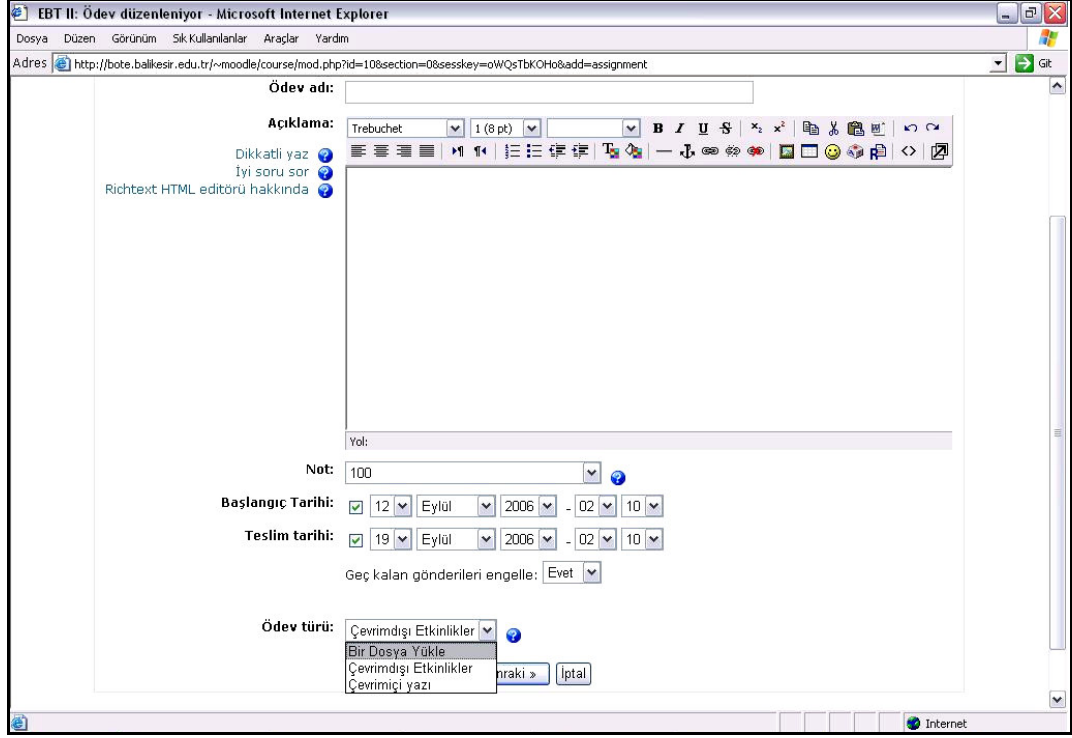 EBT II: Ödev düzenleniyor - Microsoft Internet Explorer
Dosya Düzen Görünüm Sık Kullanılanlar Araçlar Yardım
Adres http://bote.balikesir.edu.tr/~moodle/course/mod.php?id=10&section=0&sesskey=oWQsTbKOHo&add=assignment Git
Ödev adı:
Açıklama: Trebuchet 1 (8 pt)
Dikkatli yaz
İyi soru sor
Richtext HTML editörü hakkında
Yol:
Not: 100
Başlangıç Tarihi: 12 Eylül 2006 - 02 10
Teslim tarihi: 19 Eylül 2006 - 02 10
Geç kalan gönderileri engelle: Evet
Ödev türü: Çevrimdışı Etkinlikler
Bir Dosya Yükle
Çevrimdışı Etkinlikler
Çevrimiçi yazı
nraki » İptal
Internet